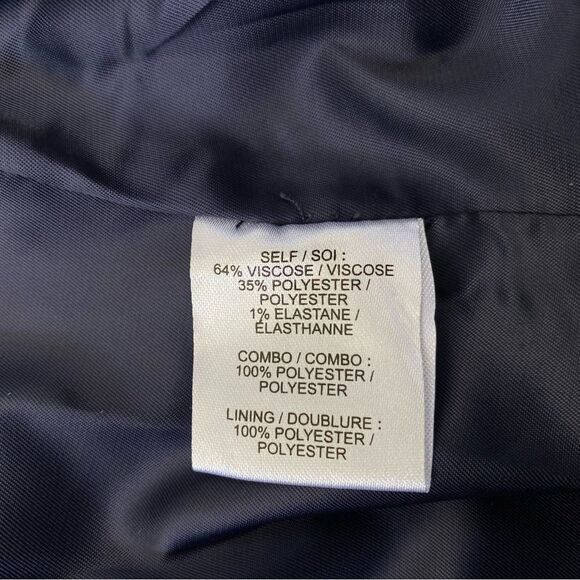 SELF / SOI :
64% VISCOSE / VISCOSE
35% POLYESTER /
POLYESTER
1% ELASTANE /
ÉLASTHANNE
COMBO / COMBO :
100% POLYESTER /
POLYESTER
LINING / DOUBLURE :
100% POLYESTER /
POLYESTER